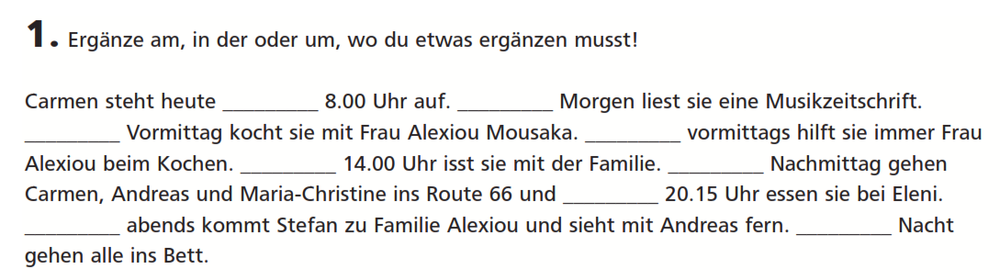 1. Ergänze am, in der oder um, wo du etwas ergänzen musst!
Carmen steht heute _________ 8.00 Uhr auf. _________ Morgen liest sie eine Musikzeitschrift.
_________ Vormittag kocht sie mit Frau Alexiou Mousaka. _________ vormittags hilft sie immer Frau
Alexiou beim Kochen. _________ 14.00 Uhr isst sie mit der Familie. _________ Nachmittag gehen
Carmen, Andreas und Maria-Christine ins Route 66 und _________ 20.15 Uhr essen sie bei Eleni.
_________ abends kommt Stefan zu Familie Alexiou und sieht mit Andreas fern. _________ Nacht
gehen alle ins Bett.